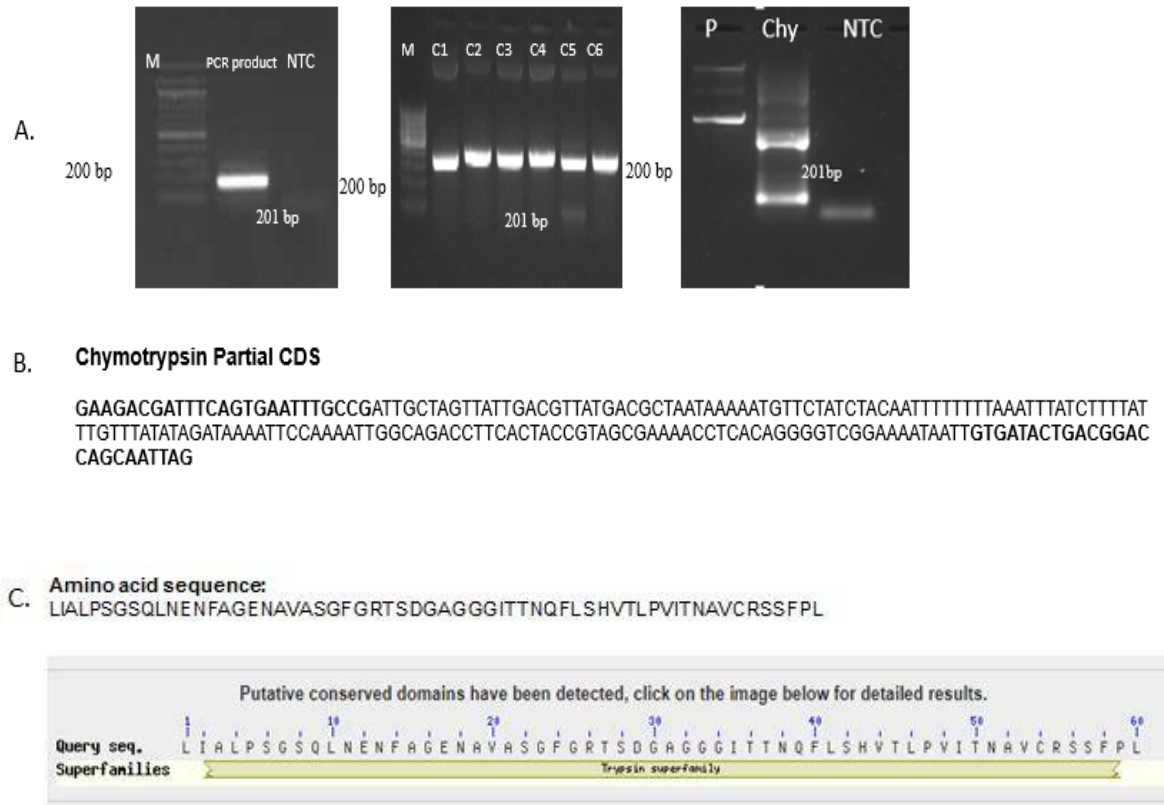 A.
M PCR product NTC
200 bp
201 bp
M C1 C2 C3 C4 C5 C6
200 bp
201 bp
P Chy NTC
200 bp
201bp
B. Chymotrypsin Partial CDS
GAAGACGATTTCAGTGAATTTGCCGATTGCTAGTTATTGACGTTATGACGCTAATAAAAATGTTCTATCTACAATTTTTTTTAAATTTATCTTTTAT
TTGTTTATATAGATAAAATTCCAAAATTGGCAGACCTTCACTACCGTAGCGAAAACCTCACAGGGGTCGGAAAATAATTGTGATACTGACGGAC
CAGCAATTAG
C. Amino acid sequence:
LIALPSGSQLNENFAGENAVASGFGRTSDGAGGGITTNQFLSHVTLPVITNAVCRSSFPL
Putative conserved domains have been detected, click on the image below for detailed results.
1 10 20 30 40 50 60
Query seq. L I A L P S G S Q L N E N F A G E N A V A S G F G R T S D G A G G G I T T N Q F L S H V T L P V I T N A V C R S S F P L
Superfamilies Trypsin superfamily